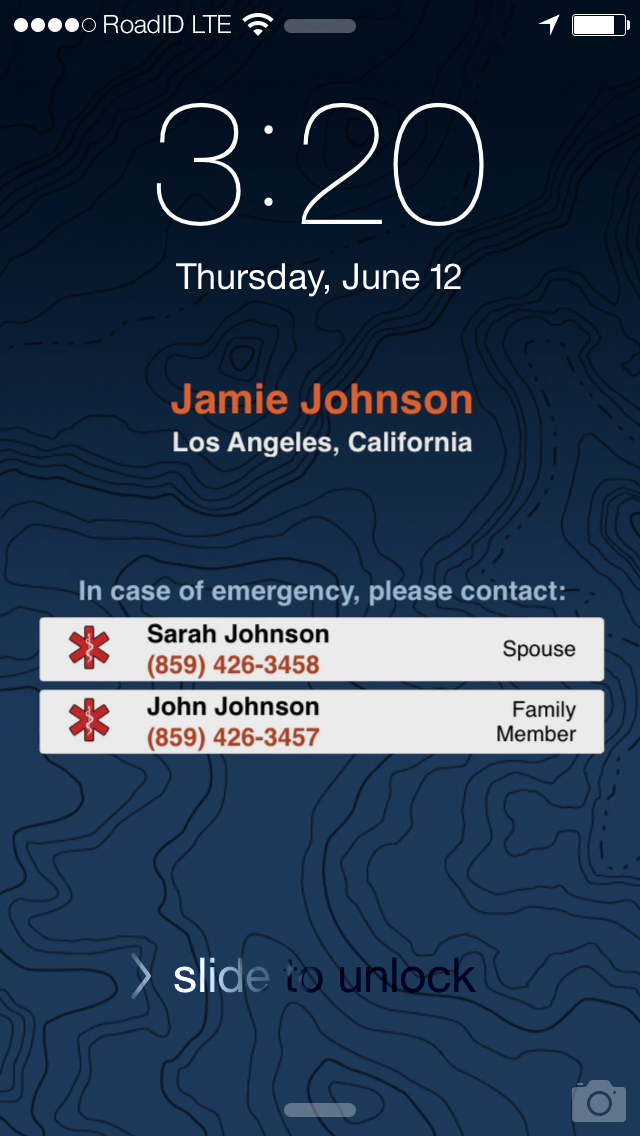 RoadID LTE
3:20
Thursday, June 12
Jamie Johnson
Los Angeles, California
In case of emergency, please contact:
Sarah Johnson
(859) 426-3458
Spouse
John Johnson
(859) 426-3457
Family
Member
slide to unlock